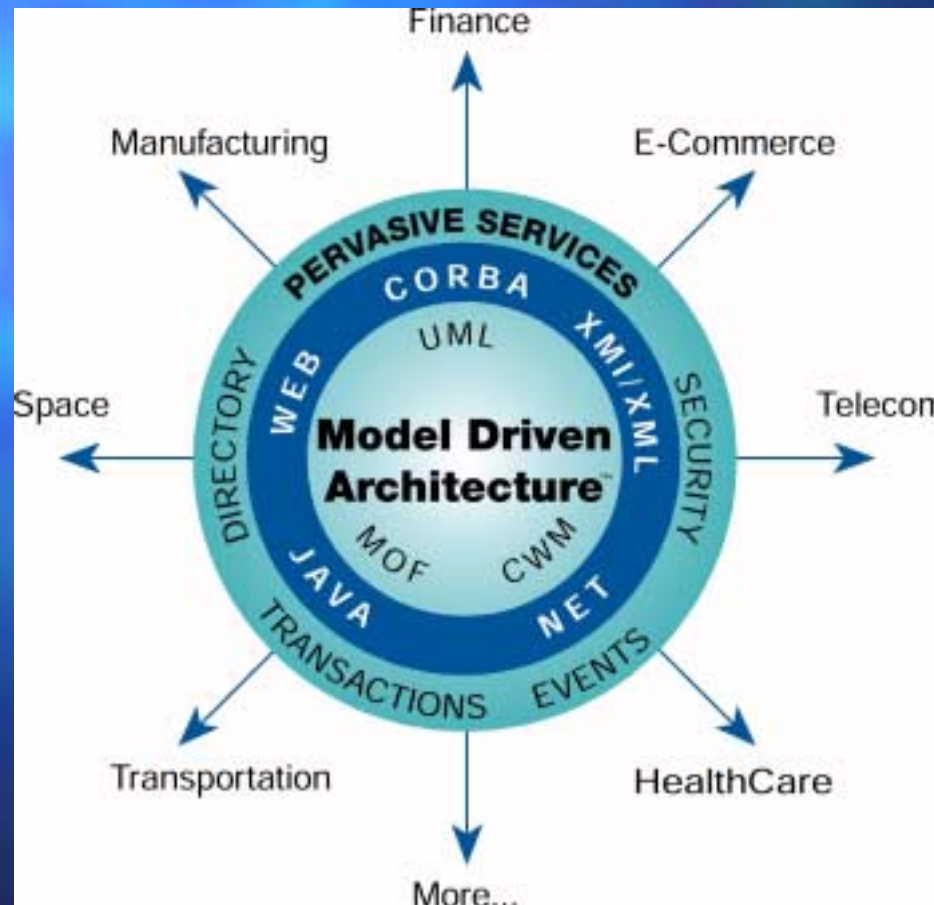 Finance
Manufacturing
E-Commerce
PERVASIVE SERVICES
CORBA
UML
XMI/XML
WEB
DIRECTORY
SECURITY
Space
Telecom
Model Driven
Architecture™
MOF
CWM
JAVA
NET
TRANSACTIONS
EVENTS
Transportation
HealthCare
More...